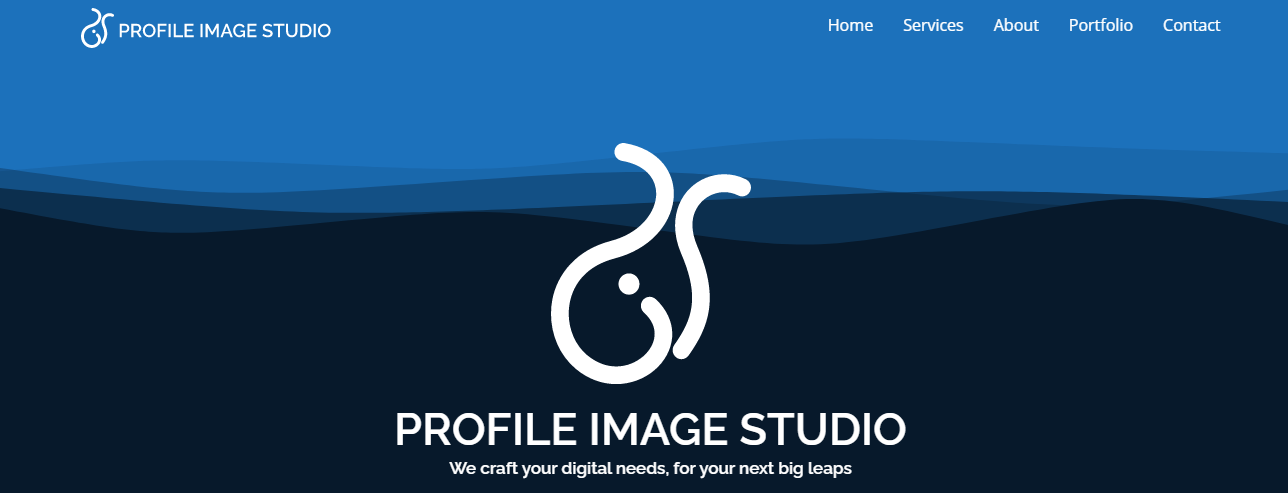 PROFILE IMAGE STUDIO
Home Services About Portfolio Contact
PROFILE IMAGE STUDIO
We craft your digital needs, for your next big leaps